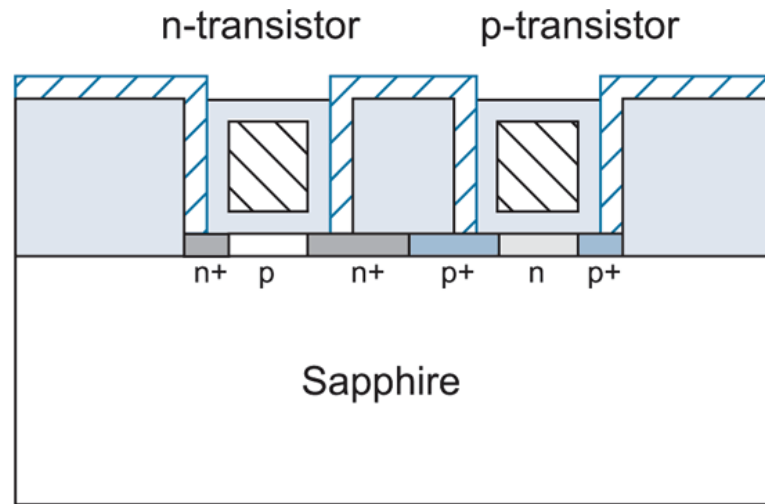 n-transistor p-transistor
n+ p n+ p+ n p+
Sapphire